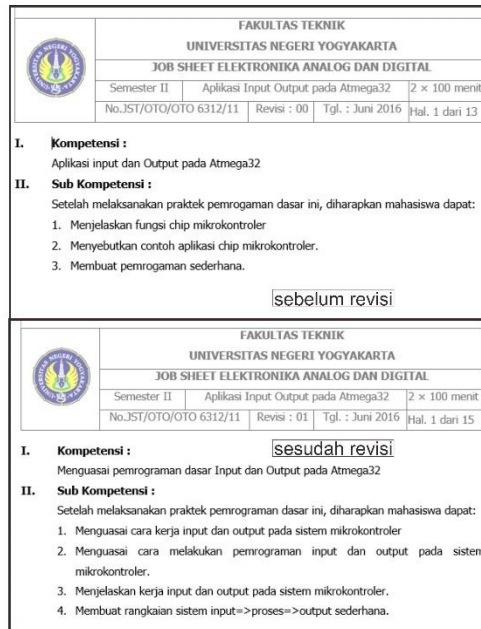 FAKULTAS TEKNIK
UNIVERSITAS NEGERI YOGYAKARTA
JOB SHEET ELEKTRONIKA ANALOG DAN DIGITAL
Semester II Aplikasi Input Output pada Atmega32 2 × 100 menit
No.JST/OTO/OTO 6312/11 Revisi : 00 Tgl. : Juni 2016 Hal. 1 dari 13
I. Kompetensi :
Aplikasi input dan Output pada Atmega32
II. Sub Kompetensi :
Setelah melaksanakan praktek pemrogaman dasar ini, diharapkan mahasiswa dapat:
1. Menjelaskan fungsi chip mikrokontroler
2. Menyebutkan contoh aplikasi chip mikrokontroler.
3. Membuat pemrogaman sederhana.
sebelum revisi
FAKULTAS TEKNIK
UNIVERSITAS NEGERI YOGYAKARTA
JOB SHEET ELEKTRONIKA ANALOG DAN DIGITAL
Semester II Aplikasi Input Output pada Atmega32 2 × 100 menit
No.JST/OTO/OTO 6312/11 Revisi : 01 Tgl. : Juni 2016 Hal. 1 dari 15
I. Kompetensi : sesudah revisi
Menguasai pemrograman dasar Input dan Output pada Atmega32
II. Sub Kompetensi :
Setelah melaksanakan praktek pemrograman dasar ini, diharapkan mahasiswa dapat:
1. Menguasai cara kerja input dan output pada sistem mikrokontroler
2. Menguasai cara melakukan pemrograman input dan output pada sistem
mikrokontroler.
3. Menjelaskan kerja input dan output pada sistem mikrokontroler.
4. Membuat rangkaian sistem input=>proses=>output sederhana.